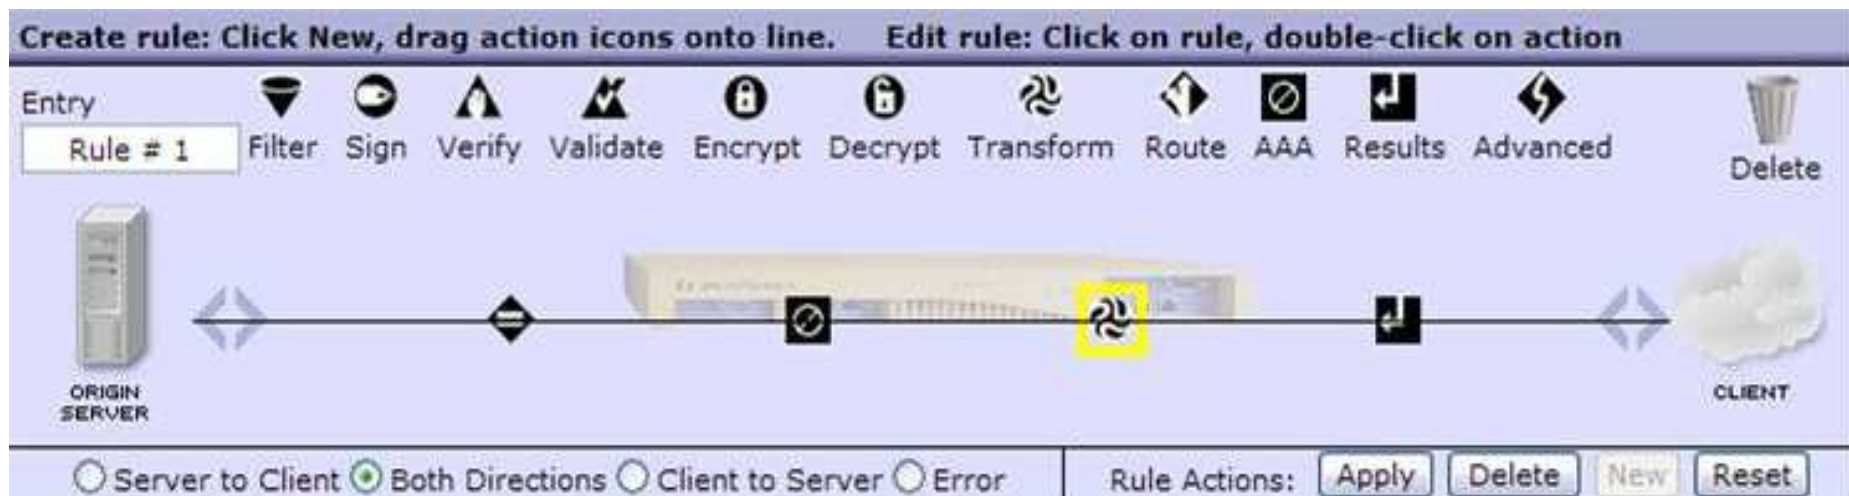 Create rule: Click New, drag action icons onto line. Edit rule: Click on rule, double-click on action
Entry
Rule # 1
Filter Sign Verify Validate Encrypt Decrypt Transform Route AAA Results Advanced Delete
ORIGIN
SERVER
CLIENT
Server to Client Both Directions Client to Server Error Rule Actions: Apply Delete New Reset